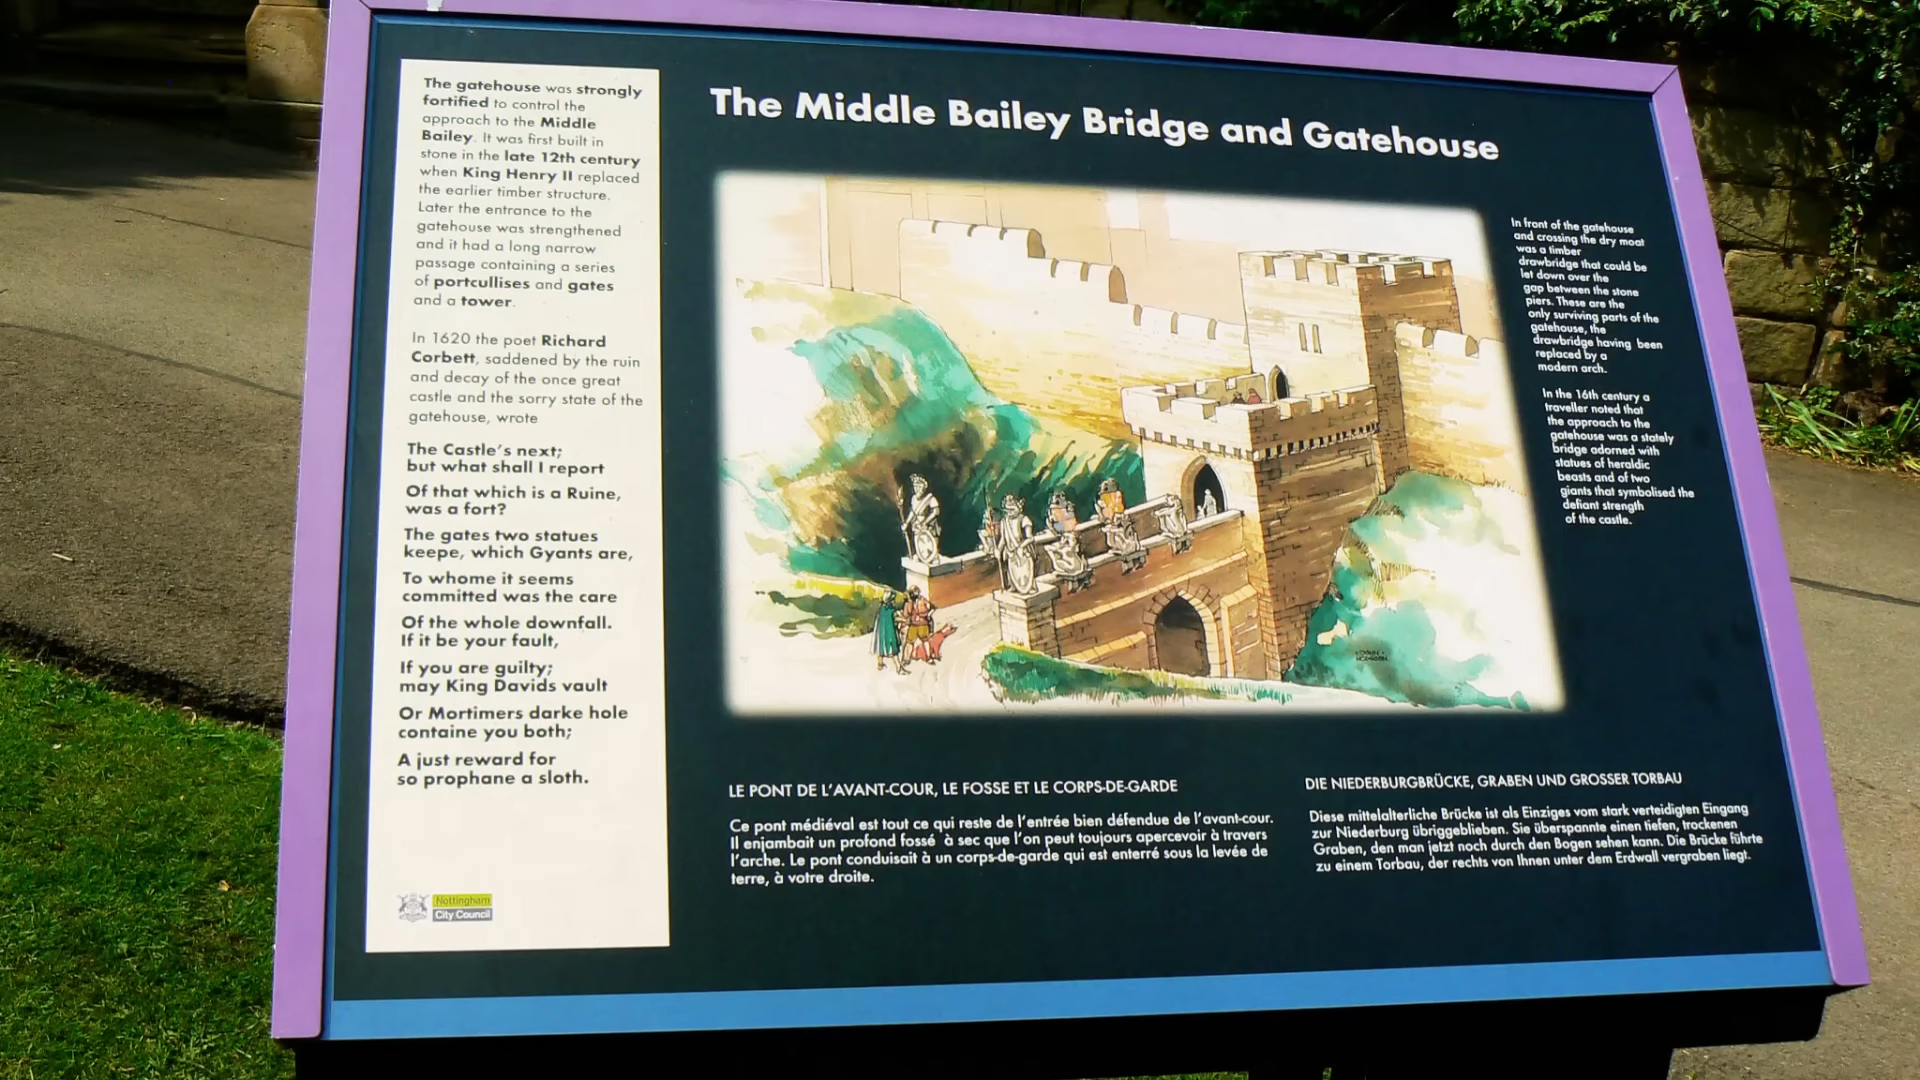 The Middle Bailey Bridge and Gatehouse
The gatehouse was strongly
fortified to control the
approach to the Middle
Bailey. It was first built in
stone in the late 12th century
when King Henry II replaced
the earlier timber structure.
Later the entrance to the
gatehouse was strengthened
and it had a long narrow
passage containing a series
of portcullises and gates
and a tower.
In 1620 the poet Richard
Corbett, saddened by the ruin
and decay of the once great
castle and the sorry state of the
gatehouse, wrote
The Castle's next;
but what shall I report
Of that which is a Ruine,
was a fort?
The gates two statues
keepe, which Gyants are,
To whome it seems
committed was the care
Of the whole downfall.
If it be your fault,
If you are guilty;
may King Davids vault
Or Mortimers darke hole
containe you both;
A just reward for
so prophane a sloth.
Nottingham
City Council
In front of the gatehouse
and crossing the dry moat
was a timber
drawbridge that could be
let down over the
gap between the stone
piers. These are the
only surviving parts of the
gatehouse, the
drawbridge having been
replaced by a
modern arch.
In the 16th century a
traveller noted that
the approach to the
gatehouse was a stately
bridge adorned with
statues of heraldic
beasts and of two
giants that symbolised the
defiant strength
of the castle.
LE PONT DE L'AVANT-COUR, LE FOSSE ET LE CORPS-DE-GARDE
Ce pont médiéval est tout ce qui reste de l'entrée bien défendue de l'avant-cour.
Il enjambait un profond fossé à sec que l'on peut toujours apercevoir à travers
l'arche. Le pont conduisait à un corps-de-garde qui est enterré sous la levée de
terre, à votre droite.
DIE NIEDERBURGBRÜCKE, GRABEN UND GROSSER TORBAU
Diese mittelalterliche Brücke ist als Einziges vom stark verteidigten Eingang
zur Niederburg übriggeblieben. Sie überspannte einen tiefen, trockenen
Graben, den man jetzt noch durch den Bogen sehen kann. Die Brücke führte
zu einem Torbau, der rechts von Ihnen unter dem Erdwall vergraben liegt.